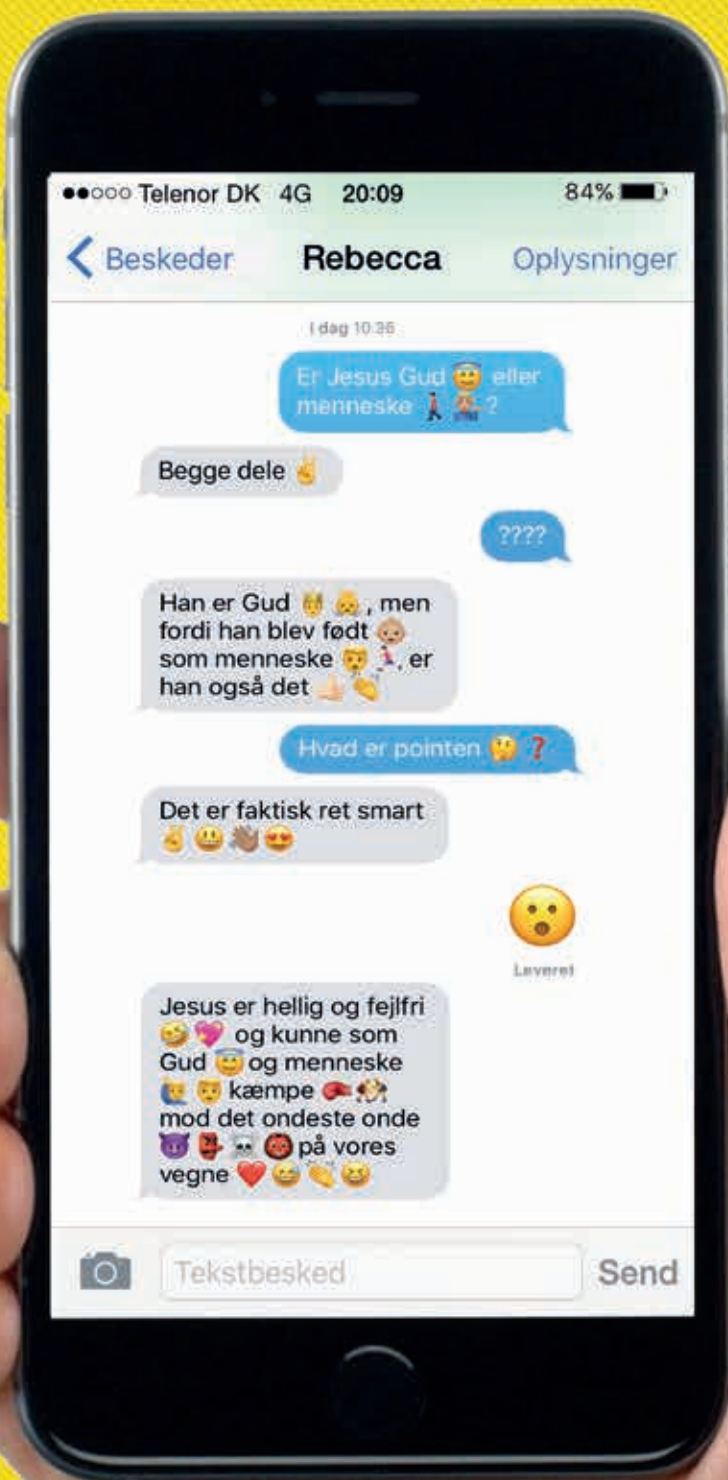 Telenor DK 4G 20:09 84%
Beskeder Rebecca Oplysninger
I dag 10.36
Er Jesus Gud 😇 eller
menneske ?
Begge dele ✌️
????
Han er Gud , men
fordi han blev født 👶
som menneske , er
han også det 👍👏
Hvad er pointen 🤔❓
Det er faktisk ret smart
✌️😃👋😍
😮
Leveret
Jesus er hellig og fejlfri
🤣💖 og kunne som
Gud 😇 og menneske
kæmpe 🥊
mod det ondeste onde
😈👺☠️👹 på vores
vegne ❤️😅👏😆
Tekstbesked Send